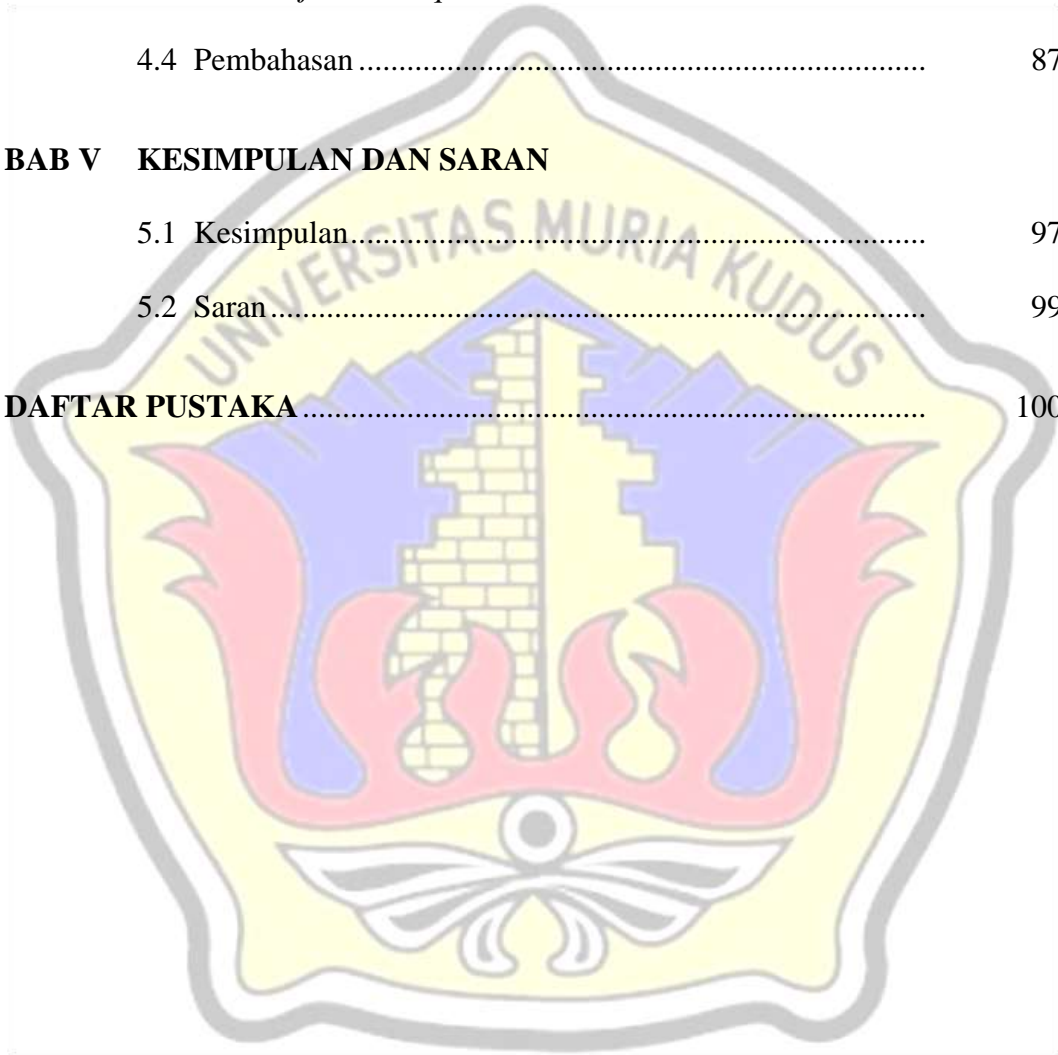 4.4 Pembahasan ...................................................................... 87
BAB V KESIMPULAN DAN SARAN
5.1 Kesimpulan ....................................................................... 97
5.2 Saran ................................................................................. 99
DAFTAR PUSTAKA ............................................................................. 100
UNIVERSITAS MURIA KUDUS